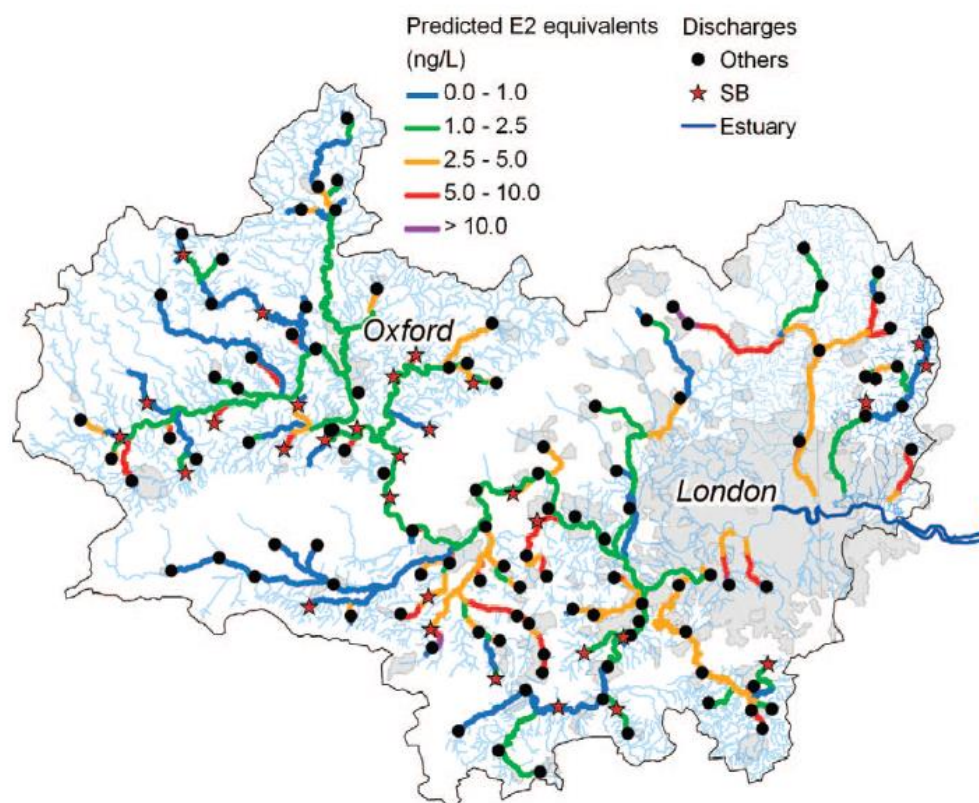 Predicted E2 equivalents
(ng/L)
0.0 - 1.0
1.0 - 2.5
2.5 - 5.0
5.0 - 10.0
> 10.0
Discharges
Others
SB
Estuary
Oxford
London